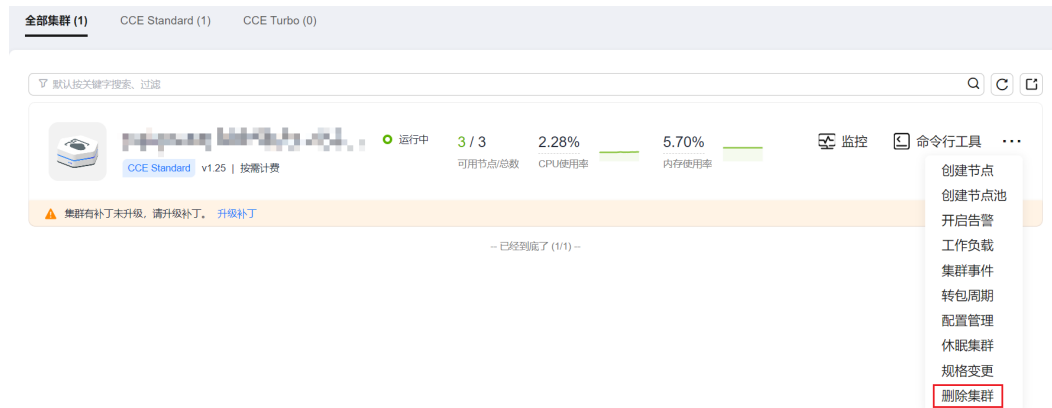 全部集群 (1) CCE Standard (1) CCE Turbo (0)
默认按关键字搜索、过滤
运行中 3 / 3 2.28% 5.70% 监控 命令行工具 ···
CCE Standard v1.25 | 按需计费 可用节点/总数 CPU使用率 内存使用率
创建节点
创建节点池
集群有补丁未升级，请升级补丁。 升级补丁
开启告警
工作负载
-- 已经到底了 (1/1) --
集群事件
转包周期
配置管理
休眠集群
规格变更
删除集群